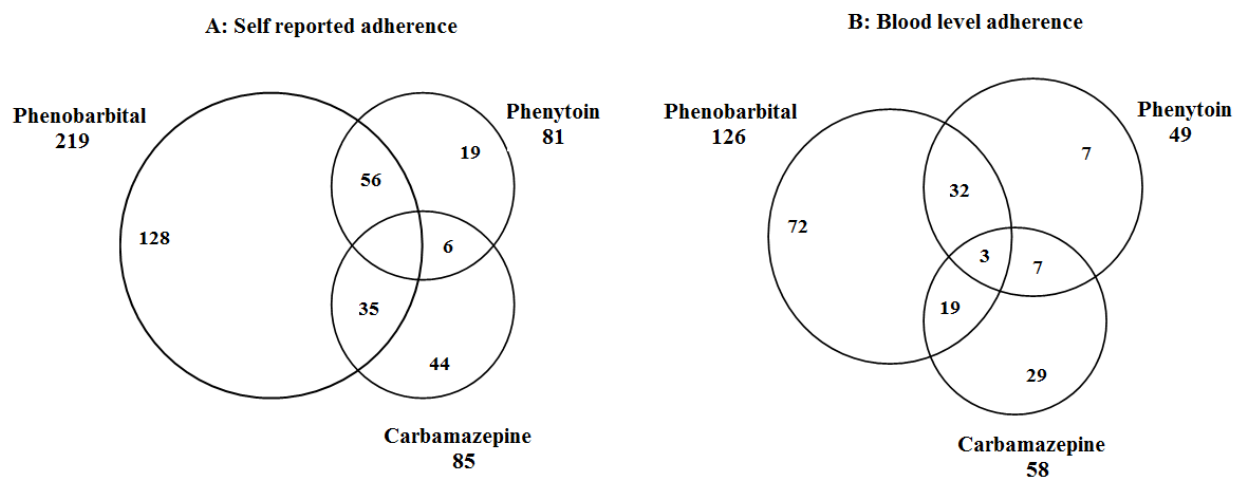 A: Self reported adherence
Phenobarbital
219
Phenytoin
81
19
56
128
6
35
44
Carbamazepine
85
B: Blood level adherence
Phenobarbital
126
Phenytoin
49
7
32
72
3
7
19
29
Carbamazepine
58